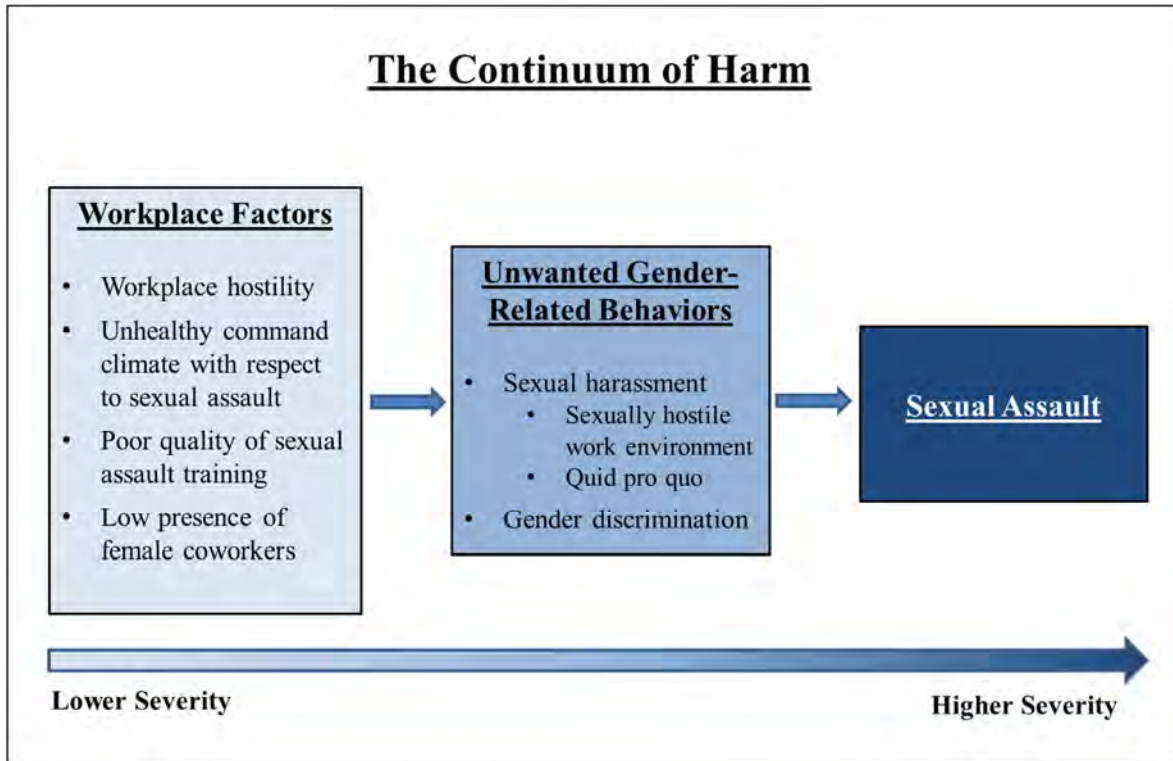 The Continuum of Harm
Workplace Factors
• Workplace hostility
• Unhealthy command
climate with respect
to sexual assault
• Poor quality of sexual
assault training
• Low presence of
female coworkers
Unwanted Gender-
Related Behaviors
• Sexual harassment
• Sexually hostile
work environment
• Quid pro quo
• Gender discrimination
Sexual Assault
Lower Severity
Higher Severity